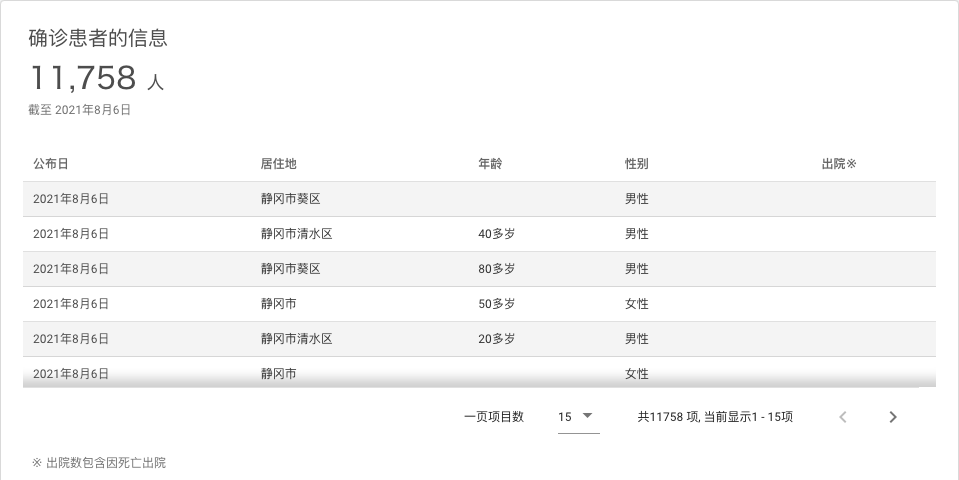 确诊患者的信息
11,758 人
截至 2021年8月6日
公布日 居住地 年龄 性别 出院※
2021年8月6日 静冈市葵区 男性
2021年8月6日 静冈市清水区 40多岁 男性
2021年8月6日 静冈市葵区 80多岁 男性
2021年8月6日 静冈市 50多岁 女性
2021年8月6日 静冈市清水区 20多岁 男性
2021年8月6日 静冈市 女性
一页项目数 15 共11758 项, 当前显示1 - 15项
※ 出院数包含因死亡出院